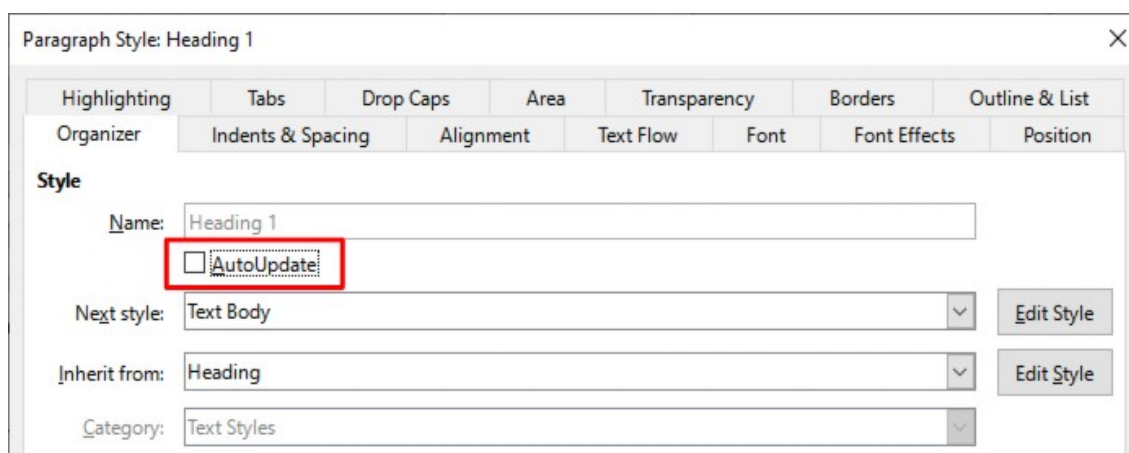 Paragraph Style: Heading 1
Highlighting Tabs Drop Caps Area Transparency Borders Outline & List
Organizer Indents & Spacing Alignment Text Flow Font Font Effects Position
Style
Name: Heading 1
AutoUpdate
Next style: Text Body Edit Style
Inherit from: Heading Edit Style
Category: Text Styles